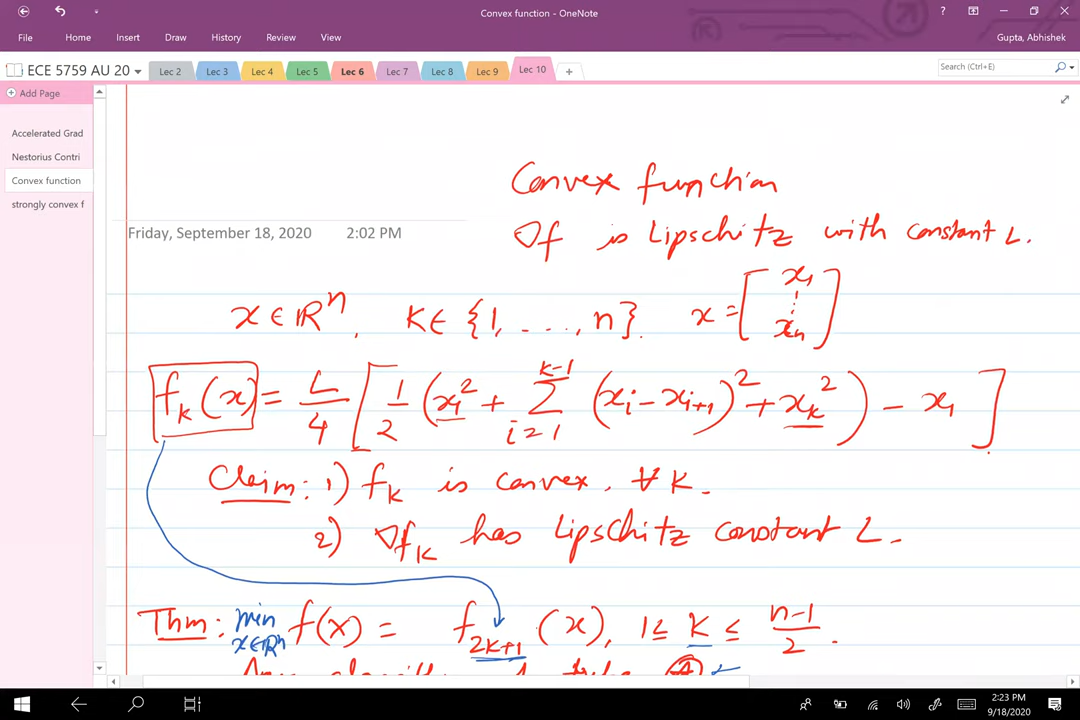 Convex function - OneNote
?
File Home Insert Draw History Review View Gupta, Abhishek
ECE 5759 AU 20 Lec 2 Lec 3 Lec 4 Lec 5 Lec 6 Lec 7 Lec 8 Lec 9 Lec 10 + Search (Ctrl+E)
Add Page
Accelerated Grad
Nestorius Contri
Convex function
strongly convex f
Convex function
Friday, September 18, 2020 2:02 PM
∇f is Lipschitz with constant L.
x ∈ ℝⁿ, k ∈ {1, ..., n}. x = [x₁ ⋮ xₙ]
fₖ(x) = L/4 [ 1/2 (x₁² + ∑_{i=1}^{k-1} (xᵢ - xᵢ₊₁)² + xₖ²) - x₁ ]
Claim: 1) fₖ is convex, ∀ k.
2) ∇fₖ has Lipschitz constant L.
Thm: min_{x∈ℝⁿ} f(x) = f_{2k+1}(x), 1 ≤ k ≤ (n-1)/2.
2:23 PM
9/18/2020